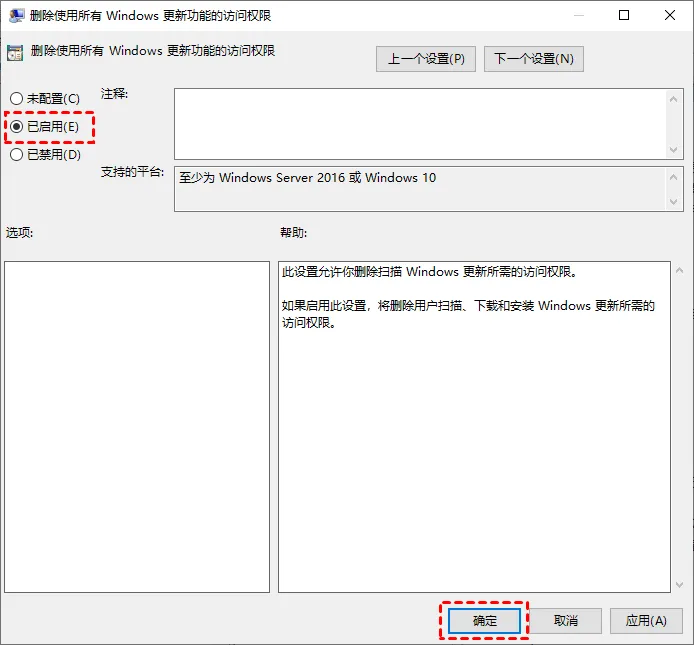 删除使用所有 Windows 更新功能的访问权限
删除使用所有 Windows 更新功能的访问权限
上一个设置(P)
下一个设置(N)
未配置(C)
已启用(E)
已禁用(D)
注释:
支持的平台:
至少为 Windows Server 2016 或 Windows 10
选项:
帮助:
此设置允许你删除扫描 Windows 更新所需的访问权限。
如果启用此设置，将删除用户扫描、下载和安装 Windows 更新所需的
访问权限。
确定
取消
应用(A)